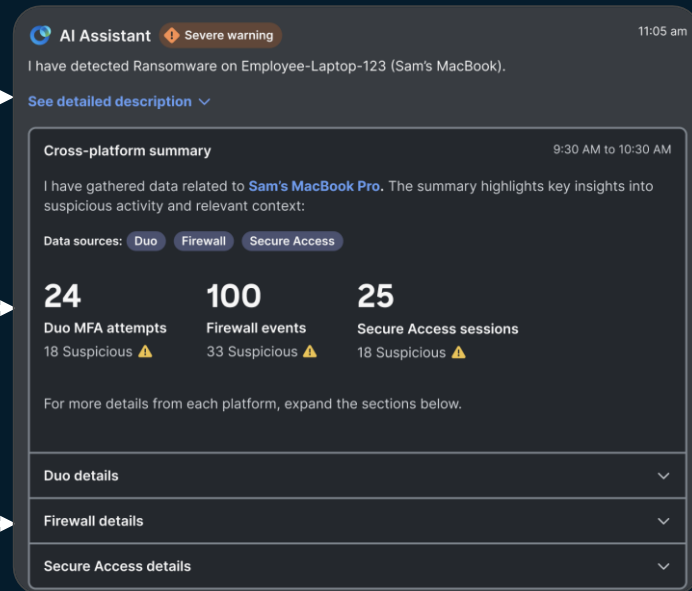 AI Assistant Severe warning 11:05 am
I have detected Ransomware on Employee-Laptop-123 (Sam's MacBook).
See detailed description
Cross-platform summary 9:30 AM to 10:30 AM
I have gathered data related to Sam's MacBook Pro. The summary highlights key insights into
suspicious activity and relevant context:
Data sources: Duo Firewall Secure Access
24 100 25
Duo MFA attempts Firewall events Secure Access sessions
18 Suspicious 33 Suspicious 18 Suspicious
For more details from each platform, expand the sections below.
Duo details
Firewall details
Secure Access details